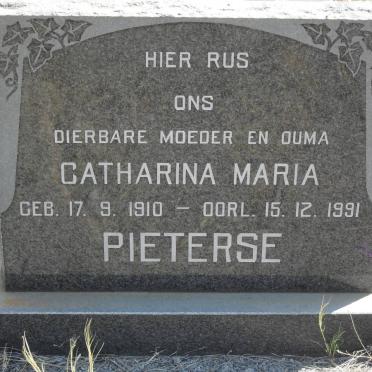 HIER RUS
ONS
DIERBARE MOEDER EN OUMA
CATHARINA MARIA
GEB. 17. 9. 1910 – OORL. 15. 12. 1991
PIETERSE